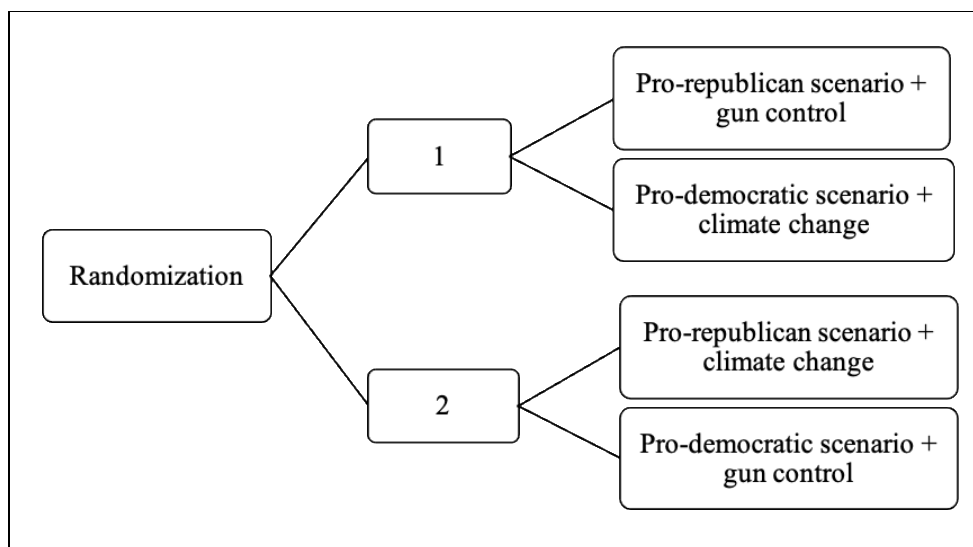 Randomization
1
Pro-republican scenario +
gun control
Pro-democratic scenario +
climate change
2
Pro-republican scenario +
climate change
Pro-democratic scenario +
gun control